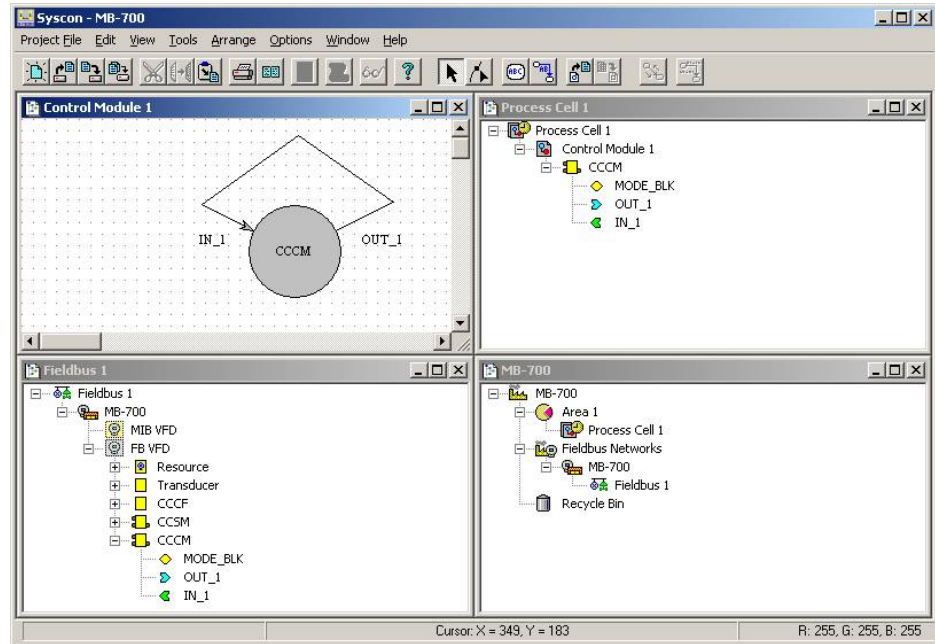 Syscon - MB-700
Project File Edit View Tools Arrange Options Window Help
ABC
Control Module 1
IN_1
CCCM
OUT_1
Process Cell 1
Process Cell 1
Control Module 1
CCCM
MODE_BLK
OUT_1
IN_1
Fieldbus 1
Fieldbus 1
MB-700
MIB VFD
FB VFD
Resource
Transducer
CCCF
CCSM
CCCM
MODE_BLK
OUT_1
IN_1
MB-700
MB-700
Area 1
Process Cell 1
Fieldbus Networks
MB-700
Fieldbus 1
Recycle Bin
Cursor: X = 349, Y = 183
R: 255, G: 255, B: 255